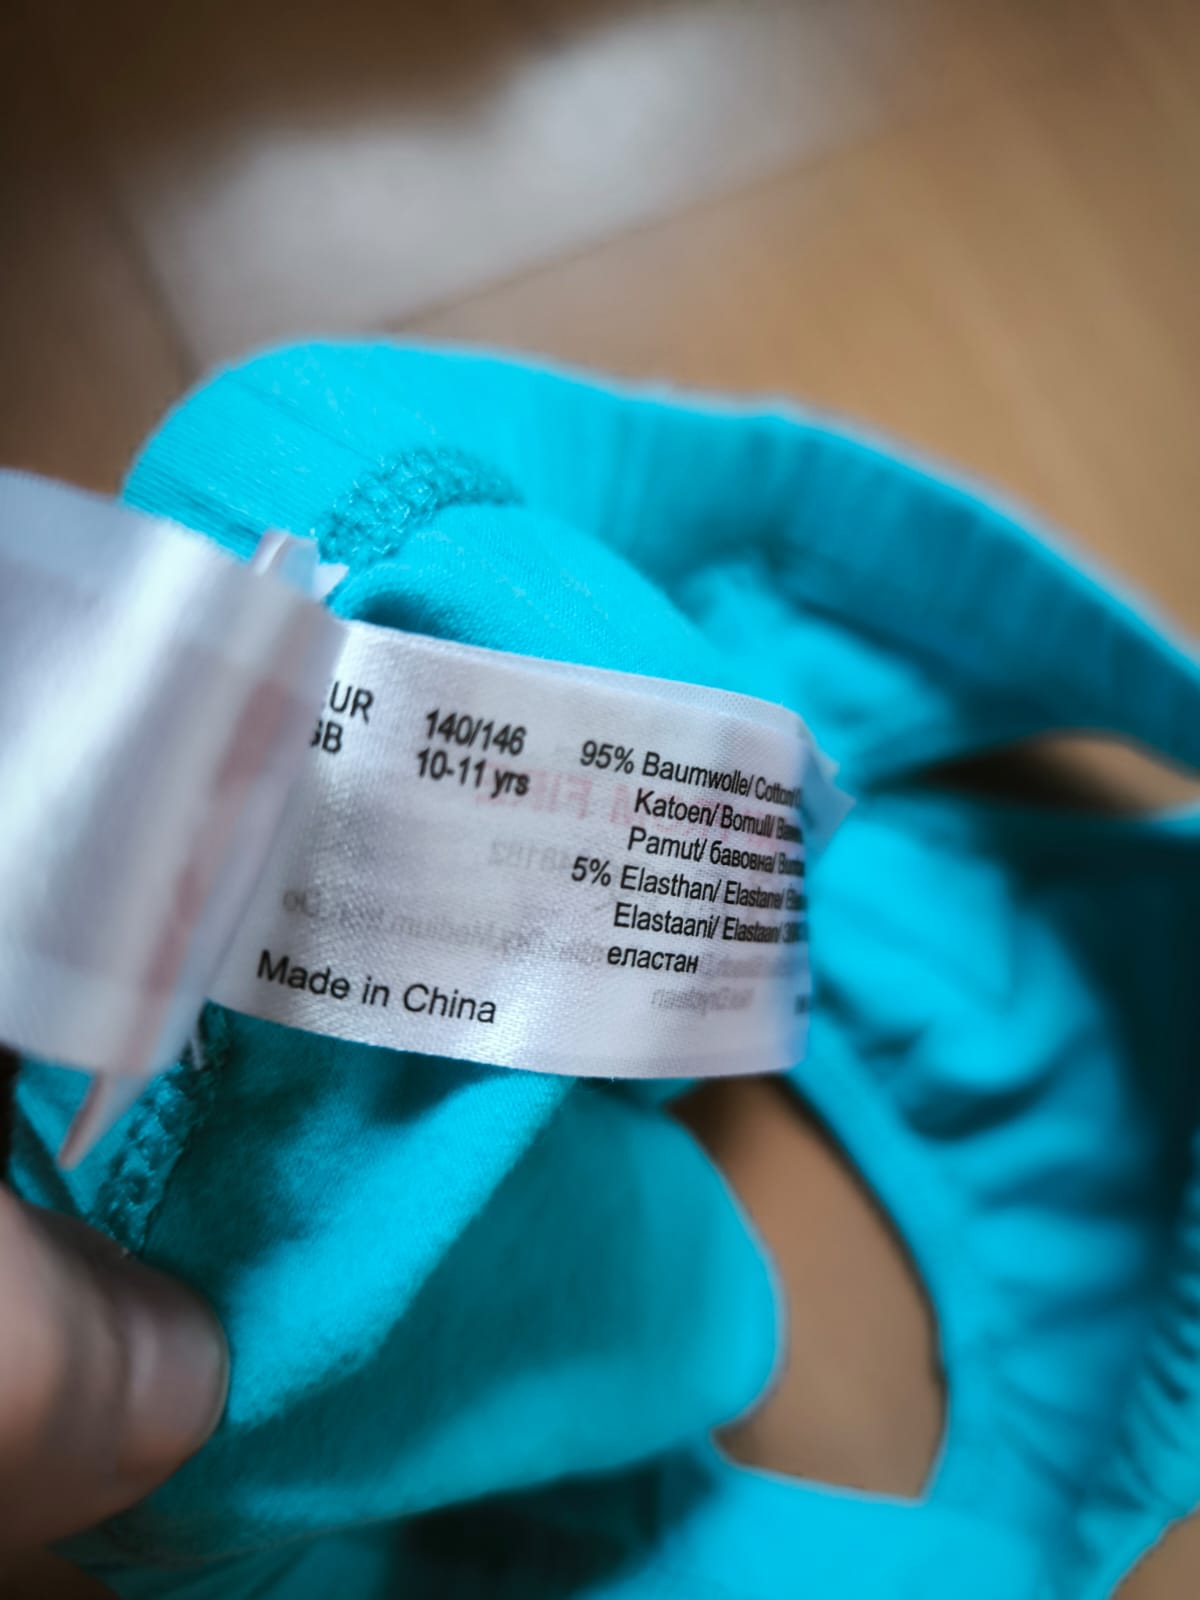 UR 140/146
GB 10-11 yrs
95% Baumwolle/ Cotton/
Katoen/ Bomull/
Pamut/ бавовна/
5% Elasthan/ Elastane/
Elastaani/ Elastaan/
еластан
Made in China